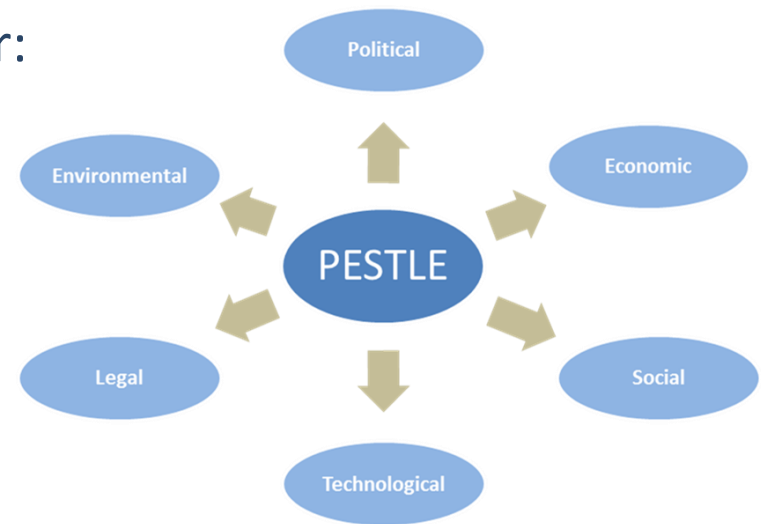 r:
Political
Economic
Environmental
PESTLE
Legal
Social
Technological